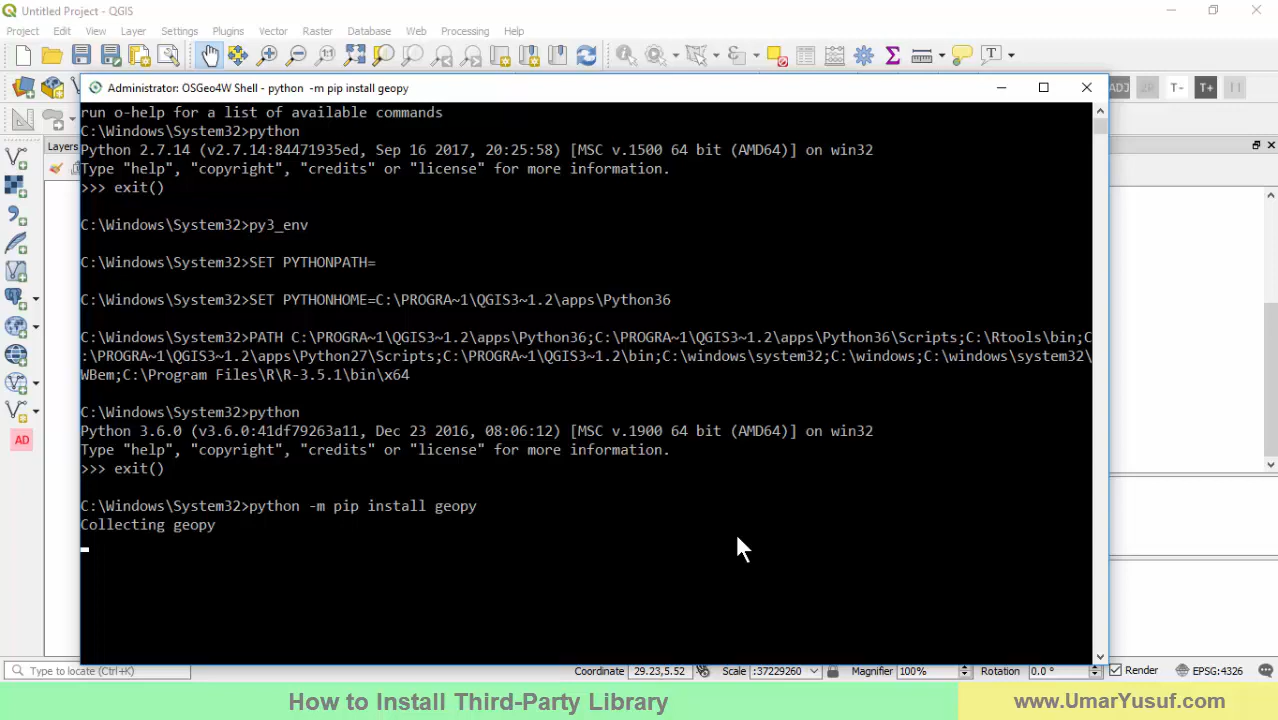 Untitled Project - QGIS
Project Edit View Layer Settings Plugins Vector Raster Database Web Processing Help
Administrator: OSGeo4W Shell - python -m pip install geopy
run o-help for a list of available commands
C:\Windows\System32>python
Python 2.7.14 (v2.7.14:84471935ed, Sep 16 2017, 20:25:58) [MSC v.1500 64 bit (AMD64)] on win32
Type "help", "copyright", "credits" or "license" for more information.
>>> exit()
C:\Windows\System32>py3_env
C:\Windows\System32>SET PYTHONPATH=
C:\Windows\System32>SET PYTHONHOME=C:\PROGRA~1\QGIS3~1.2\apps\Python36
C:\Windows\System32>PATH C:\PROGRA~1\QGIS3~1.2\apps\Python36;C:\PROGRA~1\QGIS3~1.2\apps\Python36\Scripts;C:\Rtools\bin;C
:\PROGRA~1\QGIS3~1.2\apps\Python27\Scripts;C:\PROGRA~1\QGIS3~1.2\bin;C:\windows\system32;C:\windows;C:\windows\system32\
WBem;C:\Program Files\R\R-3.5.1\bin\x64
C:\Windows\System32>python
Python 3.6.0 (v3.6.0:41df79263a11, Dec 23 2016, 08:06:12) [MSC v.1900 64 bit (AMD64)] on win32
Type "help", "copyright", "credits" or "license" for more information.
>>> exit()
C:\Windows\System32>python -m pip install geopy
Collecting geopy
Layers
ADJ
T- T+
AD
Type to locate (Ctrl+K) Coordinate 29.23,5.52 Scale :37229260 Magnifier 100% Rotation 0.0 ° Render EPSG:4326
How to Install Third-Party Library
www.UmarYusuf.com